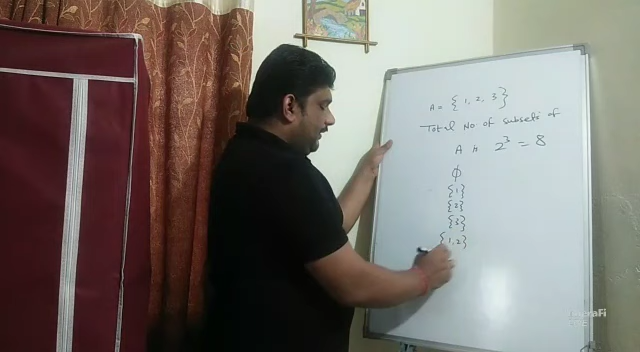 A = { 1, 2, 3 }
Total No of subsets of
A is 2³ = 8
ϕ
{1}
{2}
{3}
{1,2}